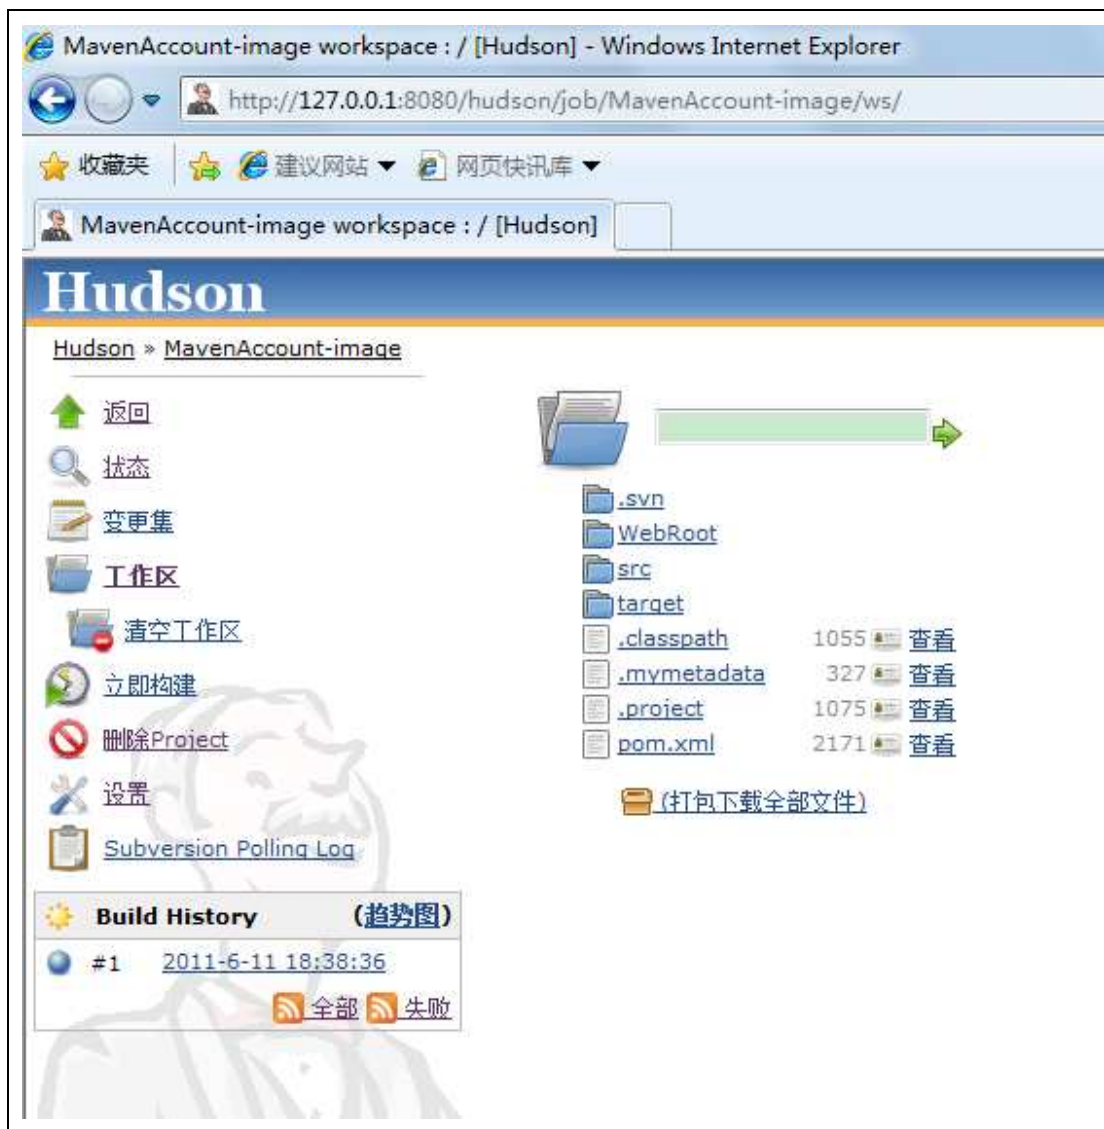 MavenAccount-image workspace : / [Hudson] - Windows Internet Explorer
http://127.0.0.1:8080/hudson/job/MavenAccount-image/ws/
收藏夹 建议网站 网页快讯库
MavenAccount-image workspace : / [Hudson]
Hudson
Hudson » MavenAccount-image
返回
状态
变更集
工作区
清空工作区
立即构建
删除Project
设置
Subversion Polling Log
Build History (趋势图)
#1 2011-6-11 18:38:36
全部 失败
.svn
WebRoot
src
target
.classpath 1055 查看
.mymetadata 327 查看
.project 1075 查看
pom.xml 2171 查看
(打包下载全部文件)